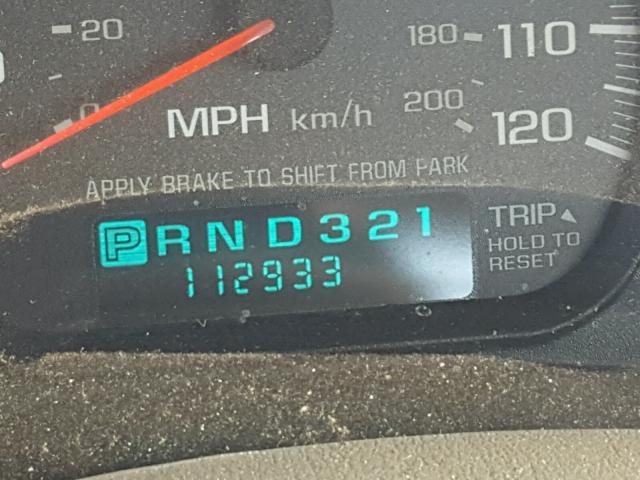 20 180 110
0 MPH km/h 200 120
APPLY BRAKE TO SHIFT FROM PARK
P R N D 3 2 1
112933
TRIP▲
HOLD TO
RESET